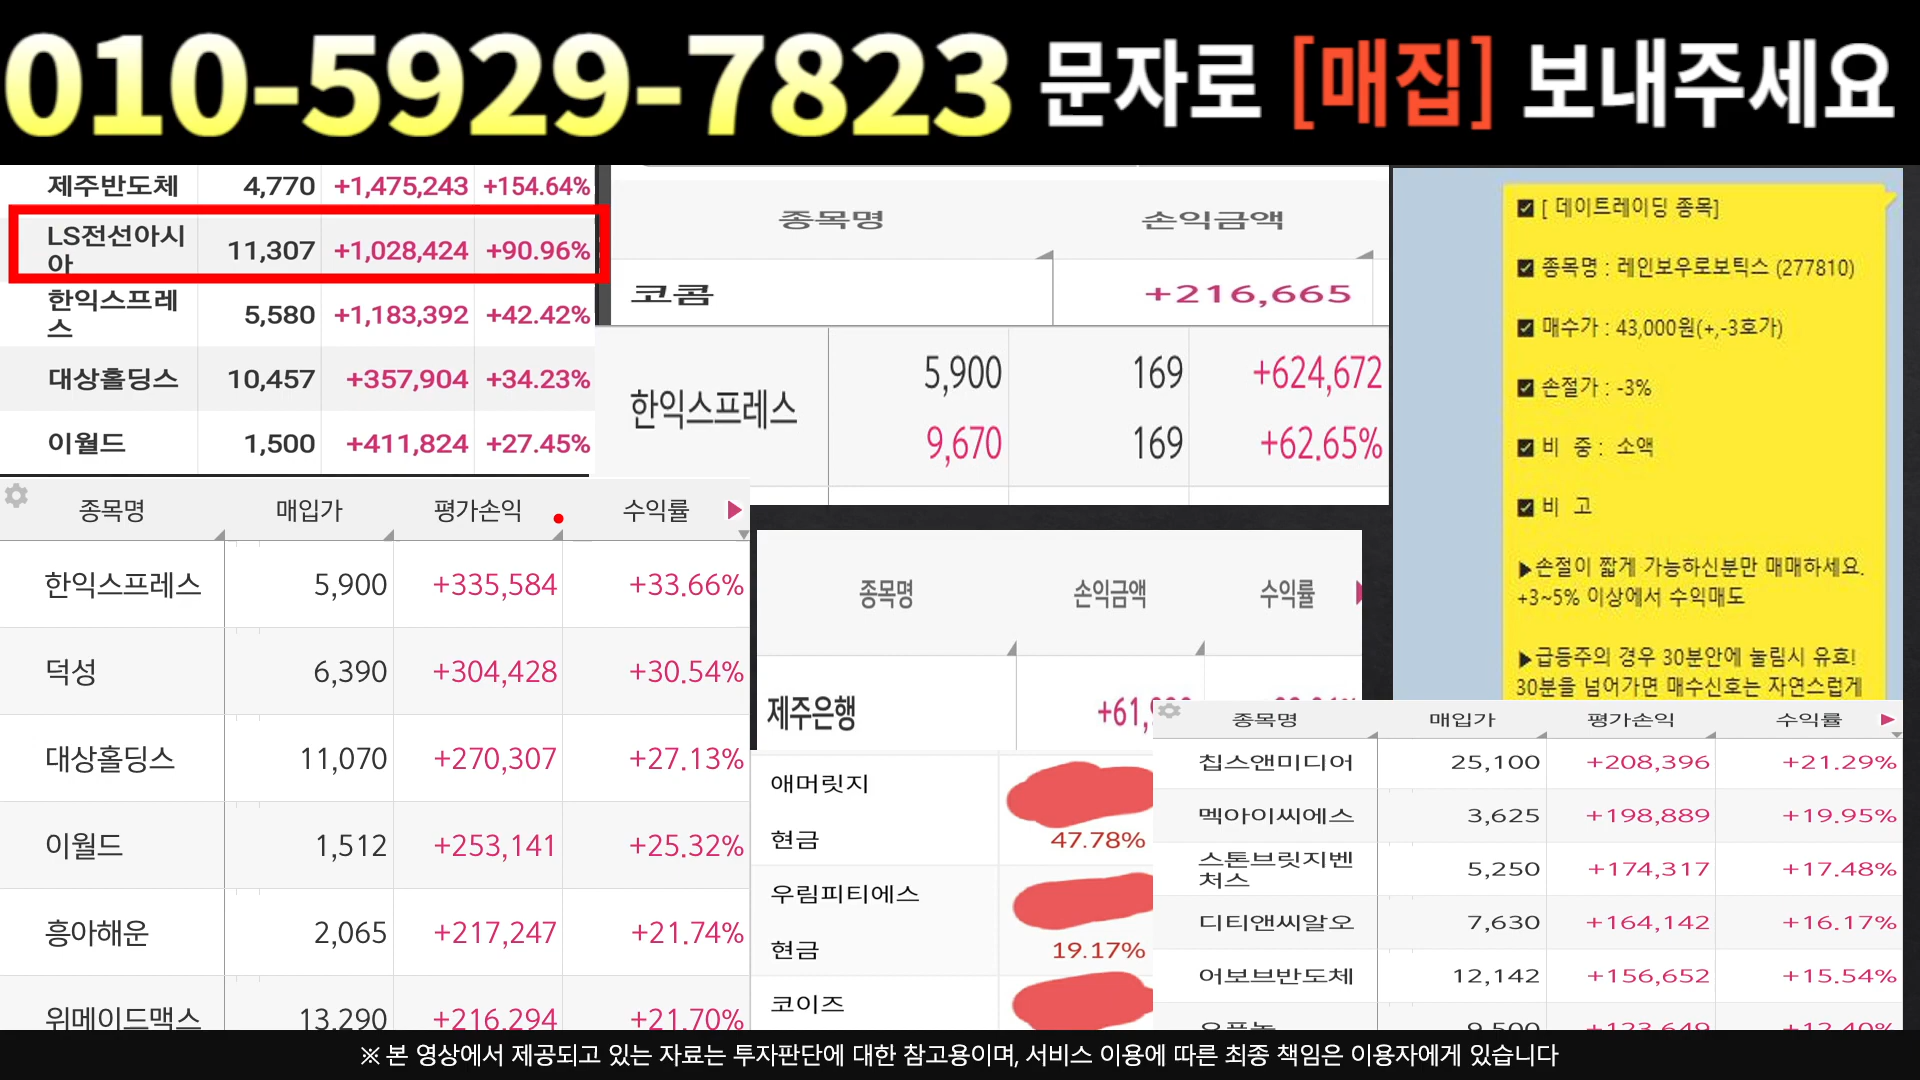 010-5929-7823 문자로 [매집] 보내주세요
제주반도체 4,770 +1,475,243 +154.64%
LS전선아시
아 11,307 +1,028,424 +90.96%
한익스프레
스 5,580 +1,183,392 +42.42%
대상홀딩스 10,457 +357,904 +34.23%
이월드 1,500 +411,824 +27.45%
종목명 손익금액
코콤 +216,665
한익스프레스 5,900 169 +624,672
9,670 169 +62.65%
[ 데이트레이딩 종목]
종목명 : 레인보우로보틱스 (277810)
매수가 : 43,000원(+,-3호가)
손절가 : -3%
비 중 : 소액
비 고
▶손절이 짧게 가능하신분만 매매하세요.
+3~5% 이상에서 수익매도
▶급등주의 경우 30분안에 눌림시 유효!
30분을 넘어가면 매수신호는 자연스럽게
종목명 매입가 평가손익 수익률
한익스프레스 5,900 +335,584 +33.66%
덕성 6,390 +304,428 +30.54%
대상홀딩스 11,070 +270,307 +27.13%
이월드 1,512 +253,141 +25.32%
흥아해운 2,065 +217,247 +21.74%
위메이드맥스 13,290 +216,294 +21.70%
종목명 손익금액 수익률
제주은행 +61,
애머릿지
현금 47.78%
우림피티에스
현금 19.17%
코이즈
종목명 매입가 평가손익 수익률
칩스앤미디어 25,100 +208,396 +21.29%
멕아이씨에스 3,625 +198,889 +19.95%
스톤브릿지벤
처스 5,250 +174,317 +17.48%
디티앤씨알오 7,630 +164,142 +16.17%
어보브반도체 12,142 +156,652 +15.54%
9,500 +123,649 +12.40%
※ 본 영상에서 제공되고 있는 자료는 투자판단에 대한 참고용이며, 서비스 이용에 따른 최종 책임은 이용자에게 있습니다